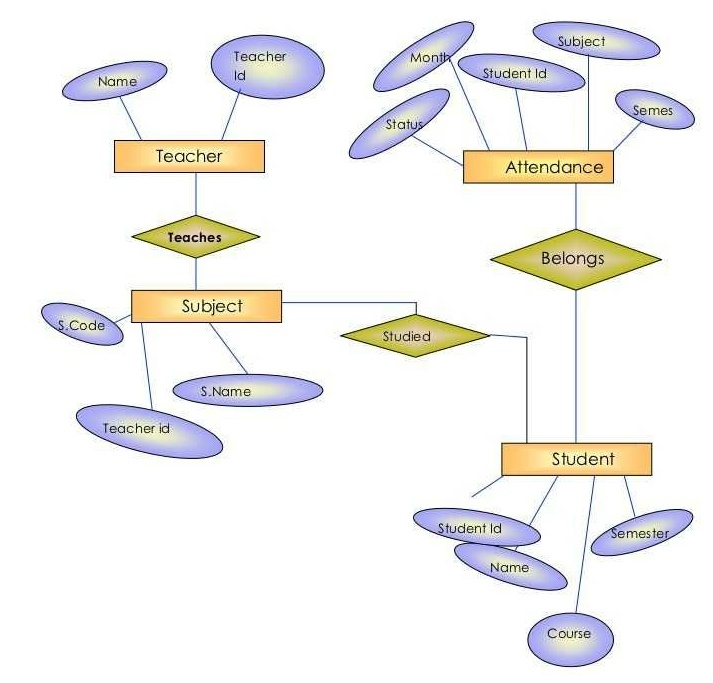 Teacher
Id
Name
Subject
Month
Student Id
Semes
Status
Teacher
Attendance
Teaches
Belongs
Subject
S.Code
Studied
S.Name
Teacher id
Student
Student Id
Semester
Name
Course